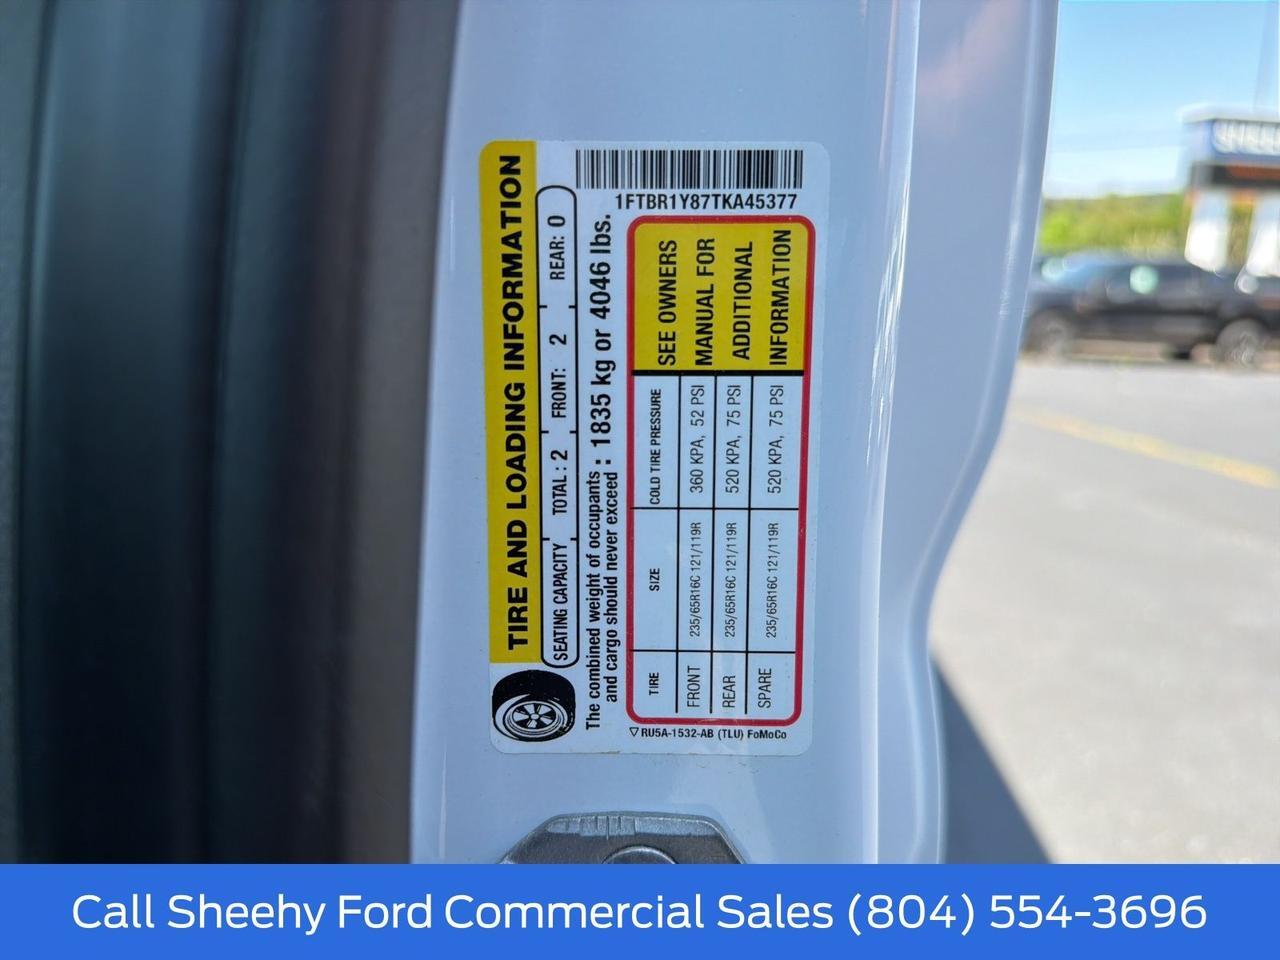 TIRE AND LOADING INFORMATION
1FTBR1Y87TKA45377
SEATING CAPACITY TOTAL : 2 FRONT: 2 REAR: 0
The combined weight of occupants
and cargo should never exceed : 1835 kg or 4046 lbs.
TIRE SIZE COLD TIRE PRESSURE
FRONT 235/65R16C 121/119R 360 KPA, 52 PSI
REAR 235/65R16C 121/119R 520 KPA, 75 PSI
SPARE 235/65R16C 121/119R 520 KPA, 75 PSI
SEE OWNERS
MANUAL FOR
ADDITIONAL
INFORMATION
RU5A-1532-AB (TLU) FoMoCo
Call Sheehy Ford Commercial Sales (804) 554-3696